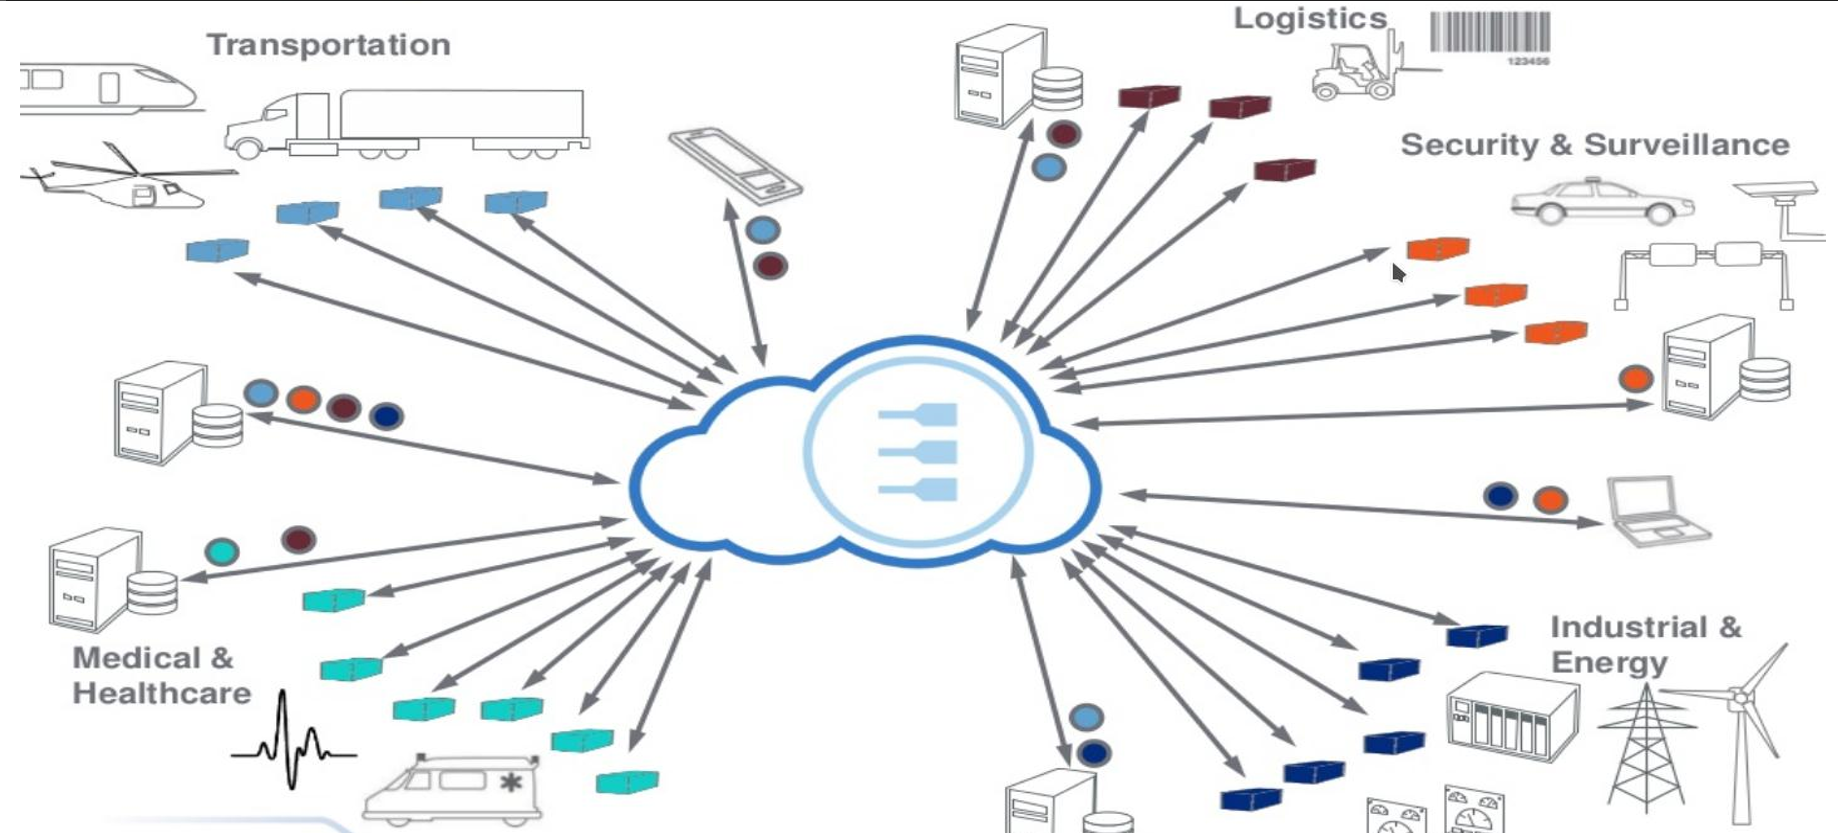 Transportation
Logistics
123456
Security & Surveillance
Medical &
Healthcare
Industrial &
Energy